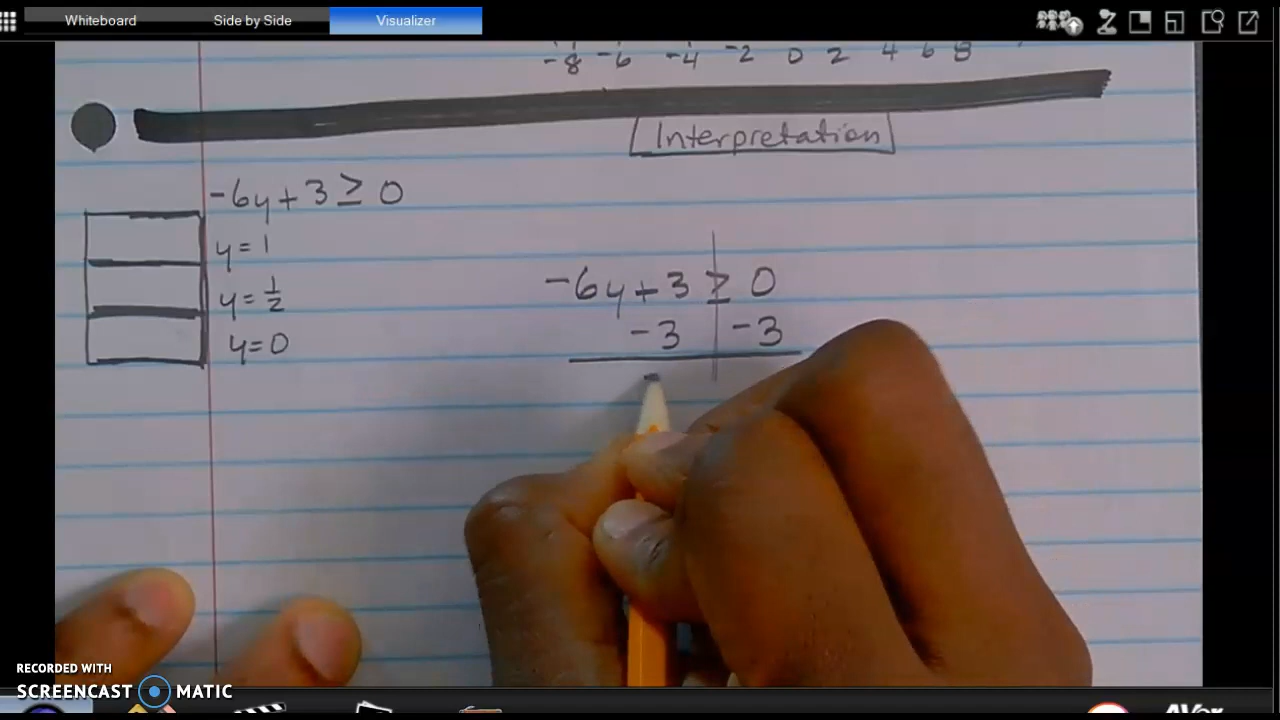 Whiteboard Side by Side Visualizer
-8 -6 -4 -2 0 2 4 6 8
Interpretation
-6y + 3 ≥ 0
y = 1
y = 1/2
y = 0
-6y + 3 ≥ 0
-3 -3
-
RECORDED WITH
SCREENCAST MATIC
AVer